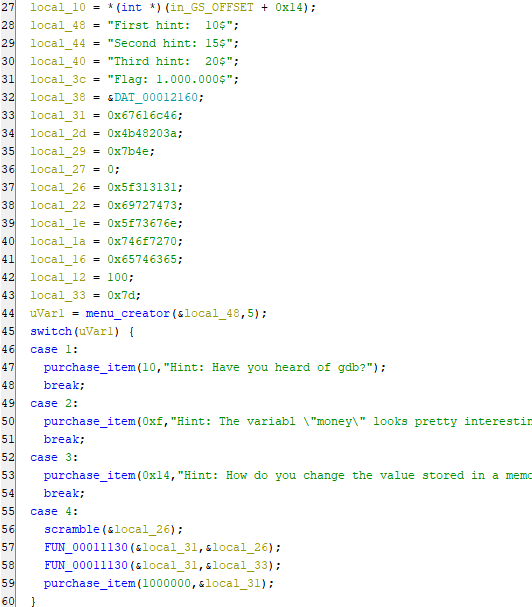 27 local_10 = *(int *)(in_GS_OFFSET + 0x14);
28 local_48 = "First hint:  10$";
29 local_44 = "Second hint: 15$";
30 local_40 = "Third hint:  20$";
31 local_3c = "Flag: 1.000.000$";
32 local_38 = &DAT_00012160;
33 local_31 = 0x67616c46;
34 local_2d = 0x4b48203a;
35 local_29 = 0x7b4e;
36 local_27 = 0;
37 local_26 = 0x5f313131;
38 local_22 = 0x69727473;
39 local_1e = 0x5f73676e;
40 local_1a = 0x746f7270;
41 local_16 = 0x65746365;
42 local_12 = 100;
43 local_33 = 0x7d;
44 uVar1 = menu_creator(&local_48,5);
45 switch(uVar1) {
46 case 1:
47   purchase_item(10,"Hint: Have you heard of gdb?");
48   break;
49 case 2:
50   purchase_item(0xf,"Hint: The variabl \"money\" looks pretty interestin
51   break;
52 case 3:
53   purchase_item(0x14,"Hint: How do you change the value stored in a memo
54   break;
55 case 4:
56   scramble(&local_26);
57   FUN_00011130(&local_31,&local_26);
58   FUN_00011130(&local_31,&local_33);
59   purchase_item(1000000,&local_31);
60 }